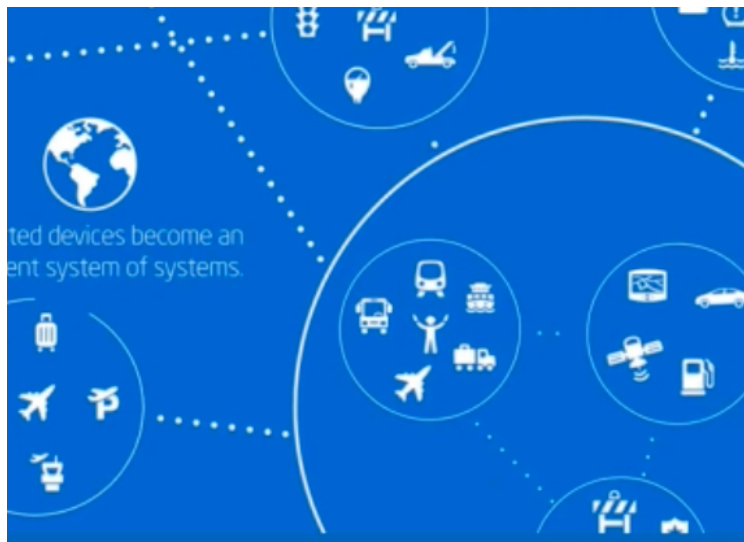 ted devices become an
ent system of systems.
P